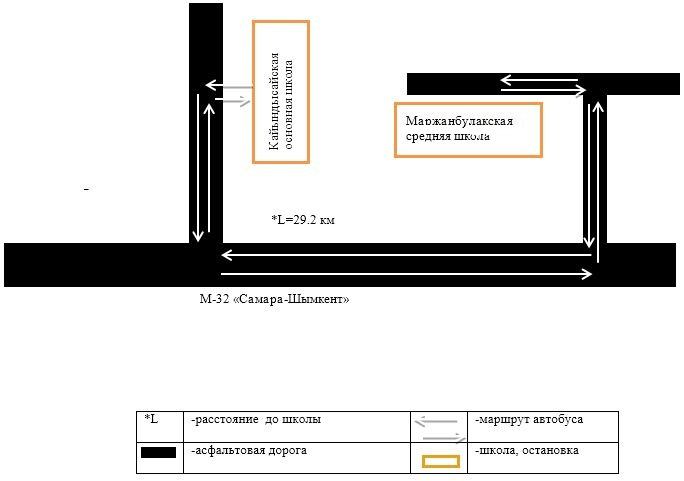 Кайындысайская
основная школа
Маржанбулакская
средняя школа
*L=29.2 км
М-32 «Самара-Шымкент»
*L
-расстояние до школы
-маршрут автобуса
-асфальтовая дорога
-школа, остановка